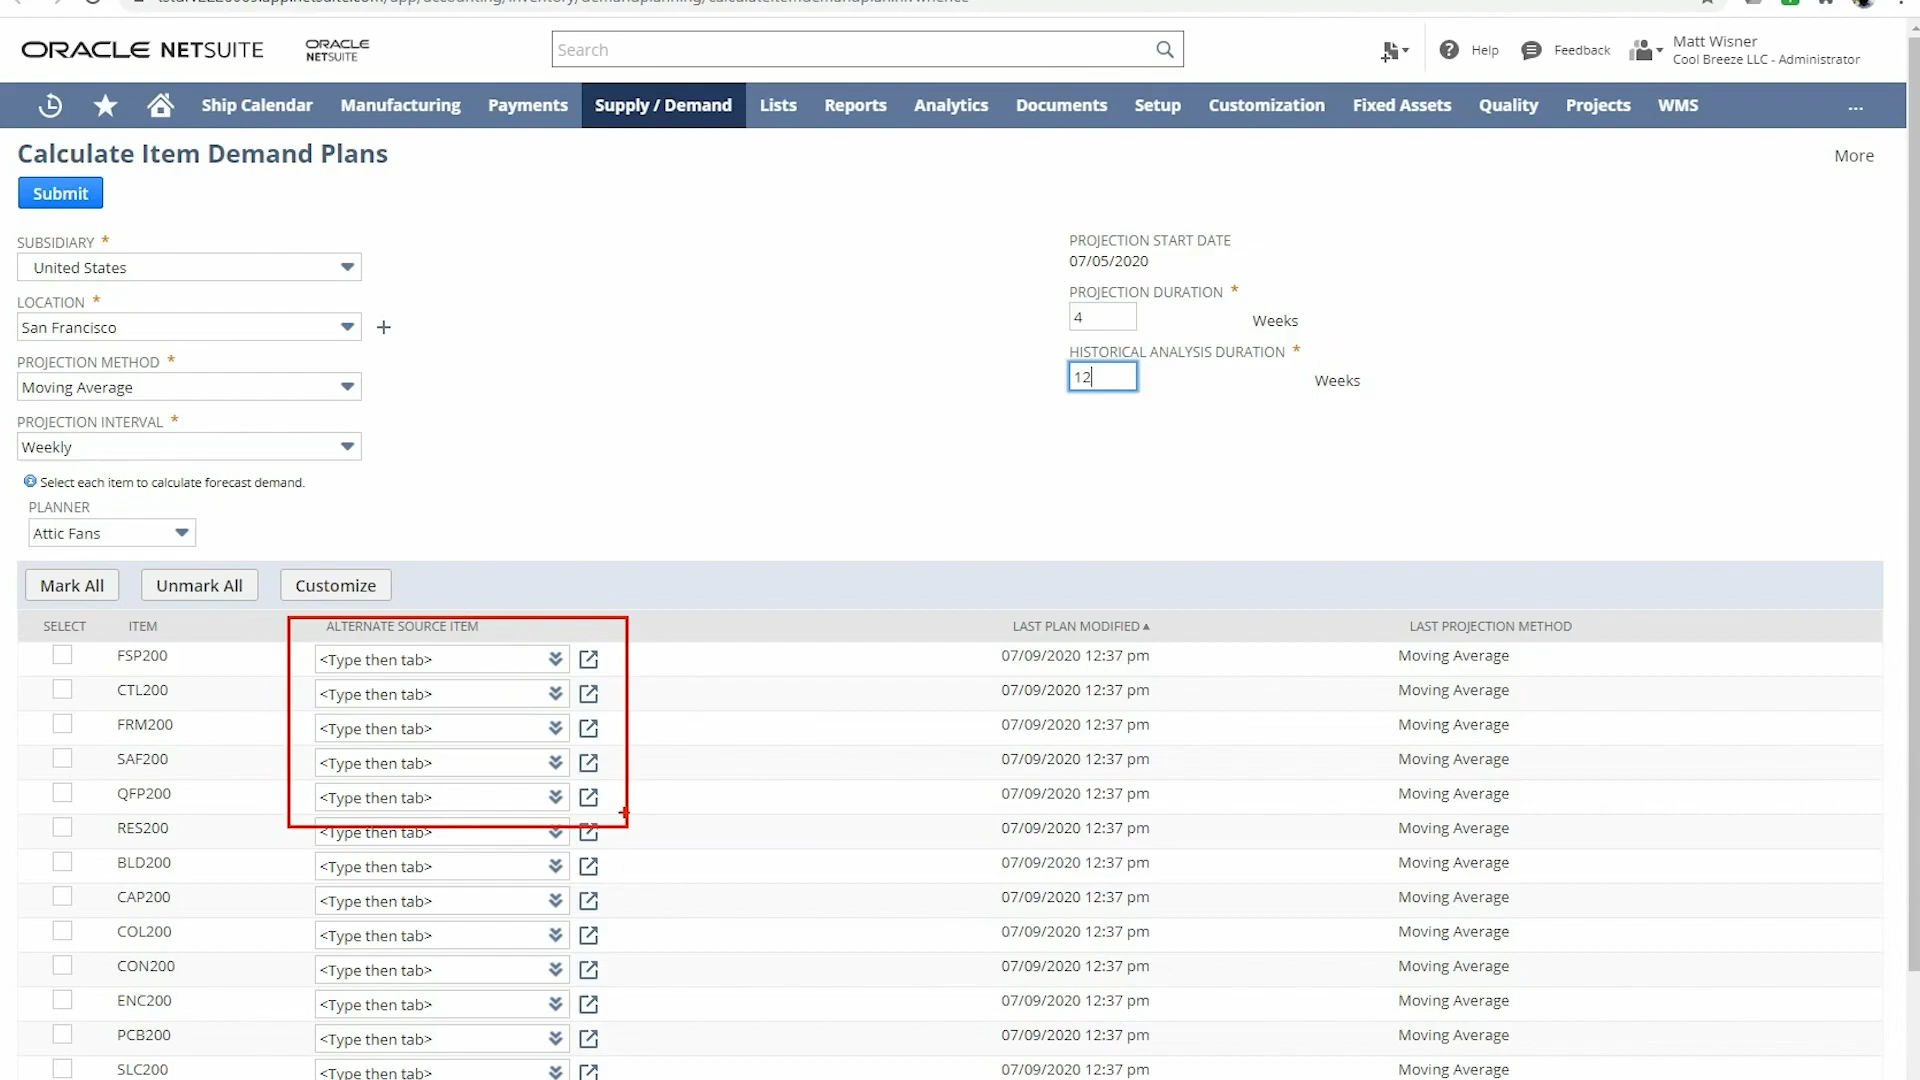 ORACLE NETSUITE
ORACLE
NETSUITE
Search
Help
Feedback
Matt Wisner
Cool Breeze LLC - Administrator
Ship Calendar
Manufacturing
Payments
Supply / Demand
Lists
Reports
Analytics
Documents
Setup
Customization
Fixed Assets
Quality
Projects
WMS
...
Calculate Item Demand Plans
More
Submit
SUBSIDIARY *
United States
LOCATION *
San Francisco
PROJECTION METHOD *
Moving Average
PROJECTION INTERVAL *
Weekly
PROJECTION START DATE
07/05/2020
PROJECTION DURATION *
4 Weeks
HISTORICAL ANALYSIS DURATION *
12 Weeks
Select each item to calculate forecast demand.
PLANNER
Attic Fans
Mark All
Unmark All
Customize
SELECT ITEM ALTERNATE SOURCE ITEM LAST PLAN MODIFIED LAST PROJECTION METHOD
FSP200 <Type then tab> 07/09/2020 12:37 pm Moving Average
CTL200 <Type then tab> 07/09/2020 12:37 pm Moving Average
FRM200 <Type then tab> 07/09/2020 12:37 pm Moving Average
SAF200 <Type then tab> 07/09/2020 12:37 pm Moving Average
QFP200 <Type then tab> 07/09/2020 12:37 pm Moving Average
RES200 <Type then tab> 07/09/2020 12:37 pm Moving Average
BLD200 <Type then tab> 07/09/2020 12:37 pm Moving Average
CAP200 <Type then tab> 07/09/2020 12:37 pm Moving Average
COL200 <Type then tab> 07/09/2020 12:37 pm Moving Average
CON200 <Type then tab> 07/09/2020 12:37 pm Moving Average
ENC200 <Type then tab> 07/09/2020 12:37 pm Moving Average
PCB200 <Type then tab> 07/09/2020 12:37 pm Moving Average
SLC200 <Type then tab> 07/09/2020 12:37 pm Moving Average